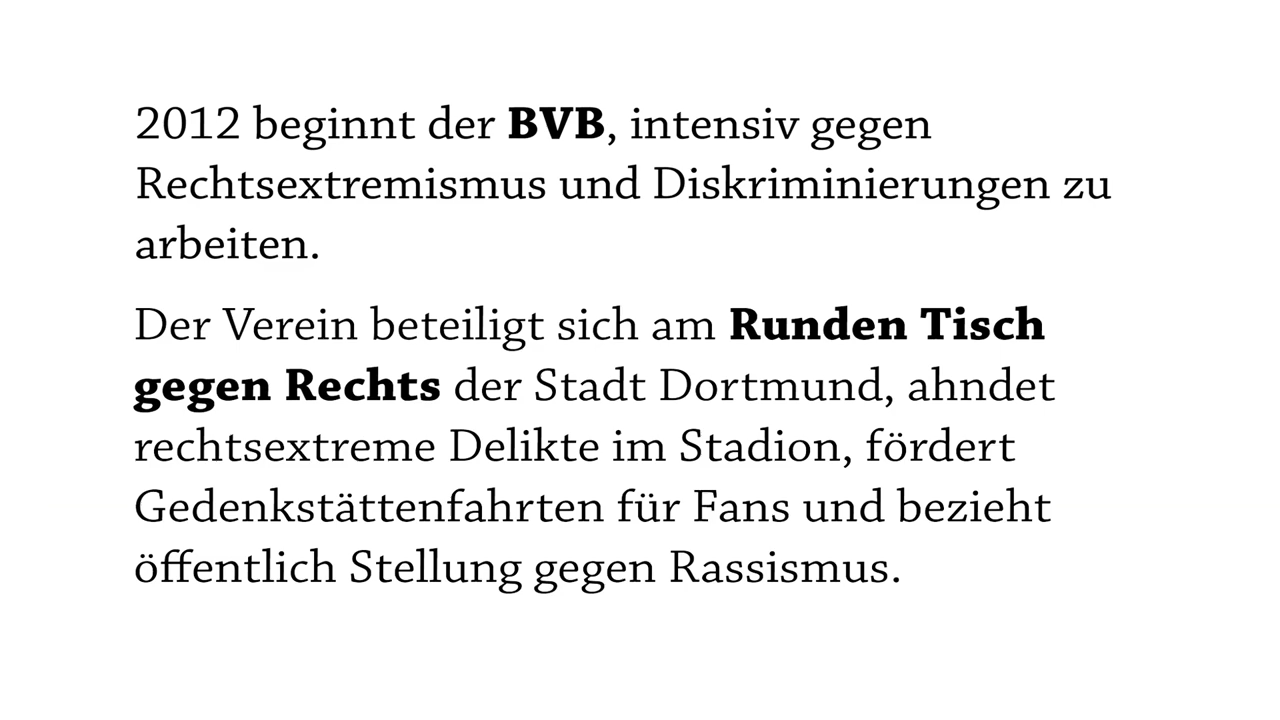 2012 beginnt der BVB, intensiv gegen
Rechtsextremismus und Diskriminierungen zu
arbeiten.
Der Verein beteiligt sich am Runden Tisch
gegen Rechts der Stadt Dortmund, ahndet
rechtsextreme Delikte im Stadion, fördert
Gedenkstättenfahrten für Fans und bezieht
öffentlich Stellung gegen Rassismus.